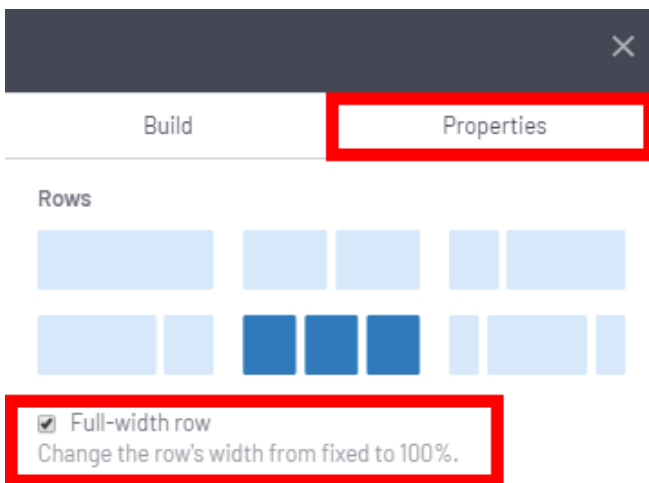 Build Properties
Rows
Full-width row
Change the row's width from fixed to 100%.